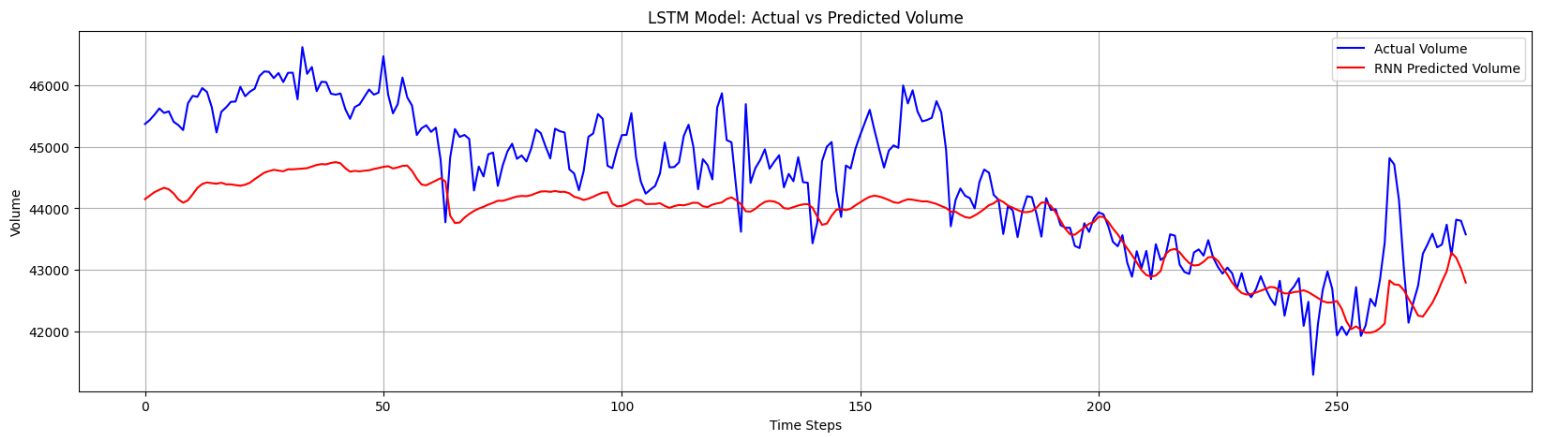 LSTM Model: Actual vs Predicted Volume
Actual Volume
RNN Predicted Volume
Volume
46000
45000
44000
43000
42000
0
50
100
150
200
250
Time Steps